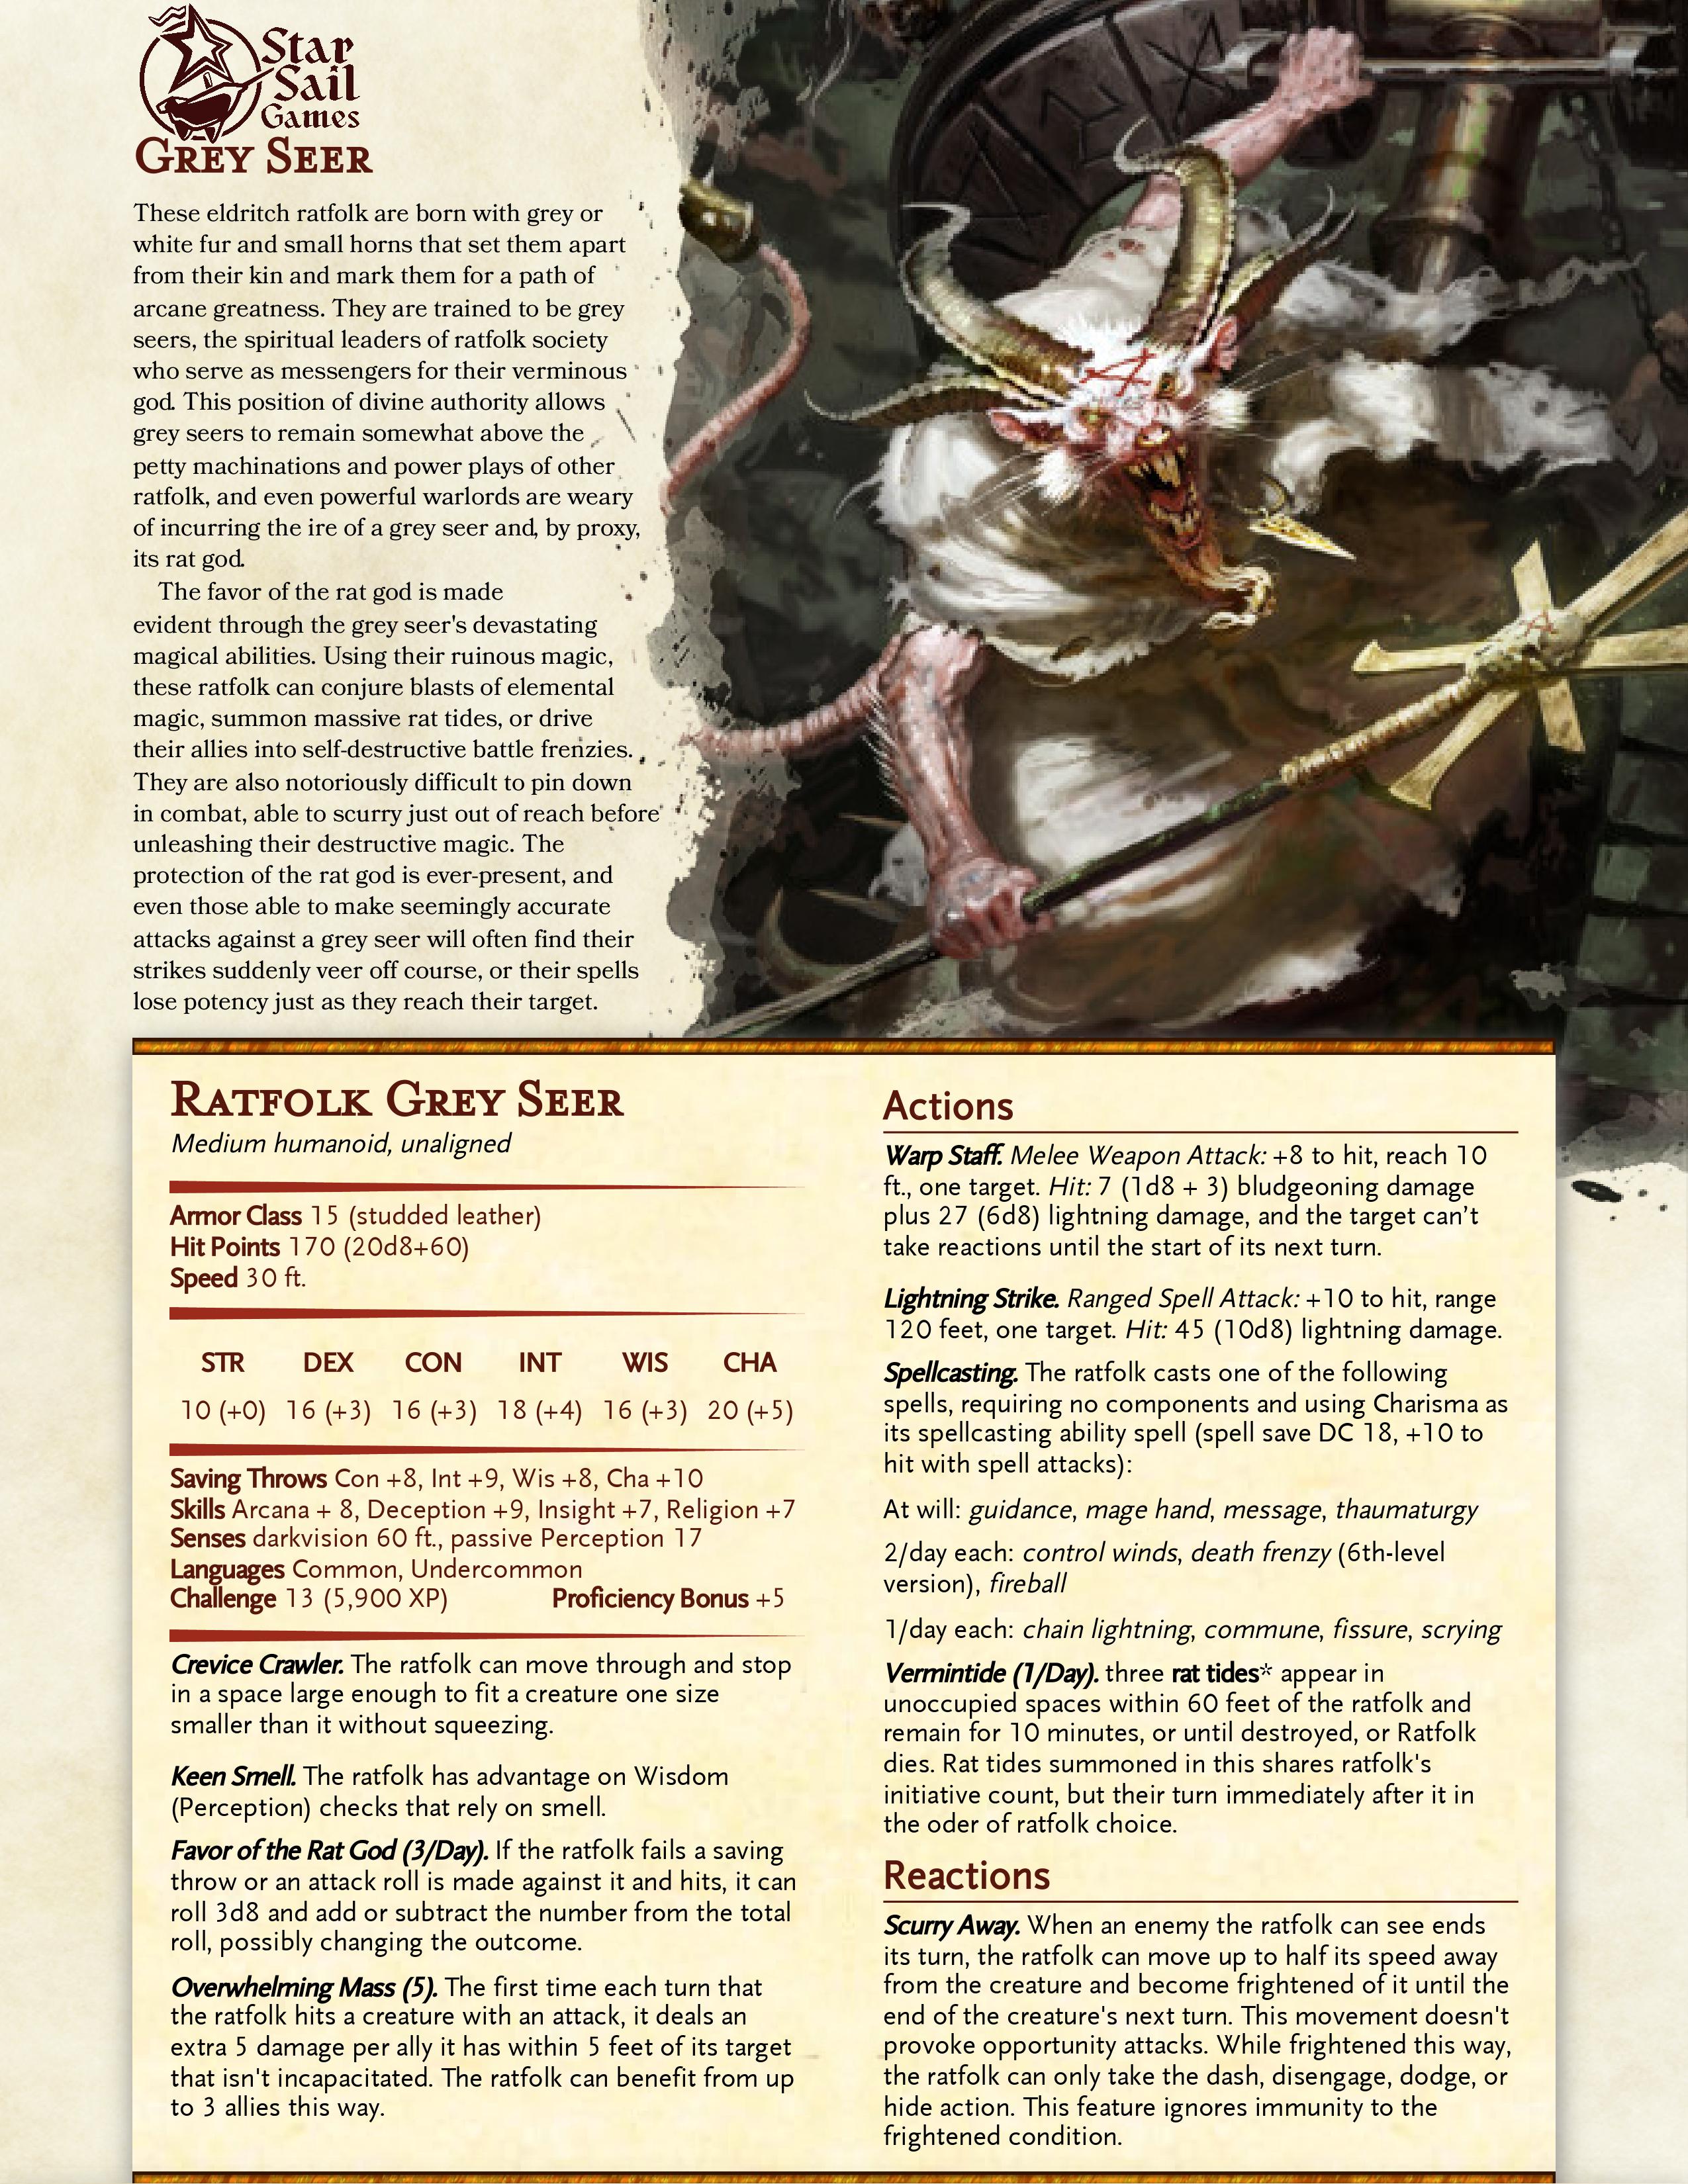 Star
Sail
Games
GREY SEER
These eldritch ratfolk are born with grey or
white fur and small horns that set them apart
from their kin and mark them for a path of
arcane greatness. They are trained to be grey
seers, the spiritual leaders of ratfolk society
who serve as messengers for their verminous
god. This position of divine authority allows
grey seers to remain somewhat above the
petty machinations and power plays of other
ratfolk, and even powerful warlords are weary
of incurring the ire of a grey seer and, by proxy,
its rat god.
The favor of the rat god is made
evident through the grey seer's devastating
magical abilities. Using their ruinous magic,
these ratfolk can conjure blasts of elemental
magic, summon massive rat tides, or drive
their allies into self-destructive battle frenzies.
They are also notoriously difficult to pin down
in combat, able to scurry just out of reach before
unleashing their destructive magic. The
protection of the rat god is ever-present, and
even those able to make seemingly accurate
attacks against a grey seer will often find their
strikes suddenly veer off course, or their spells
lose potency just as they reach their target.
RATFOLK GREY SEER
Medium humanoid, unaligned
Armor Class 15 (studded leather)
Hit Points 170 (20d8+60)
Speed 30 ft.
STR DEX CON INT WIS CHA
10 (+0) 16 (+3) 16 (+3) 18 (+4) 16 (+3) 20 (+5)
Saving Throws Con +8, Int +9, Wis +8, Cha +10
Skills Arcana + 8, Deception +9, Insight +7, Religion +7
Senses darkvision 60 ft., passive Perception 17
Languages Common, Undercommon
Challenge 13 (5,900 XP) Proficiency Bonus +5
Crevice Crawler. The ratfolk can move through and stop
in a space large enough to fit a creature one size
smaller than it without squeezing.
Keen Smell. The ratfolk has advantage on Wisdom
(Perception) checks that rely on smell.
Favor of the Rat God (3/Day). If the ratfolk fails a saving
throw or an attack roll is made against it and hits, it can
roll 3d8 and add or subtract the number from the total
roll, possibly changing the outcome.
Overwhelming Mass (5). The first time each turn that
the ratfolk hits a creature with an attack, it deals an
extra 5 damage per ally it has within 5 feet of its target
that isn't incapacitated. The ratfolk can benefit from up
to 3 allies this way.
Actions
Warp Staff. Melee Weapon Attack: +8 to hit, reach 10
ft., one target. Hit: 7 (1d8 + 3) bludgeoning damage
plus 27 (6d8) lightning damage, and the target can't
take reactions until the start of its next turn.
Lightning Strike. Ranged Spell Attack: +10 to hit, range
120 feet, one target. Hit: 45 (10d8) lightning damage.
Spellcasting. The ratfolk casts one of the following
spells, requiring no components and using Charisma as
its spellcasting ability spell (spell save DC 18, +10 to
hit with spell attacks):
At will: guidance, mage hand, message, thaumaturgy
2/day each: control winds, death frenzy (6th-level
version), fireball
1/day each: chain lightning, commune, fissure, scrying
Vermintide (1/Day). three rat tides* appear in
unoccupied spaces within 60 feet of the ratfolk and
remain for 10 minutes, or until destroyed, or Ratfolk
dies. Rat tides summoned in this shares ratfolk's
initiative count, but their turn immediately after it in
the oder of ratfolk choice.
Reactions
Scurry Away. When an enemy the ratfolk can see ends
its turn, the ratfolk can move up to half its speed away
from the creature and become frightened of it until the
end of the creature's next turn. This movement doesn't
provoke opportunity attacks. While frightened this way,
the ratfolk can only take the dash, disengage, dodge, or
hide action. This feature ignores immunity to the
frightened condition.